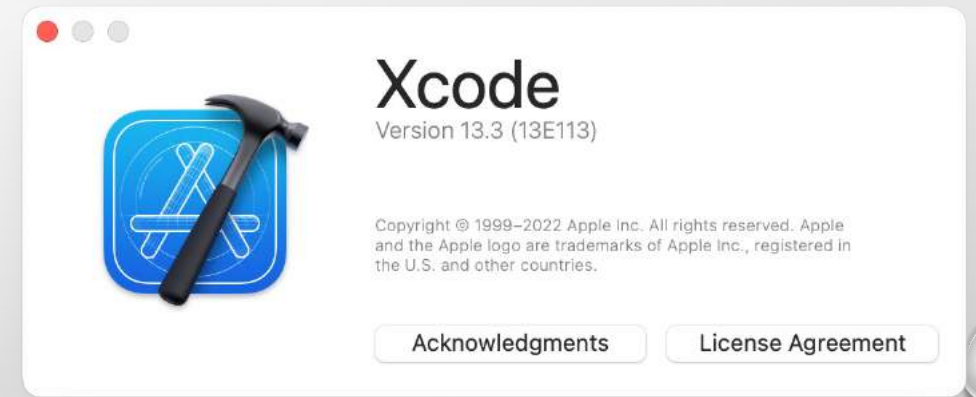 Xcode
Version 13.3 (13E113)
Copyright © 1999–2022 Apple Inc. All rights reserved. Apple
and the Apple logo are trademarks of Apple Inc., registered in
the U.S. and other countries.
Acknowledgments
License Agreement